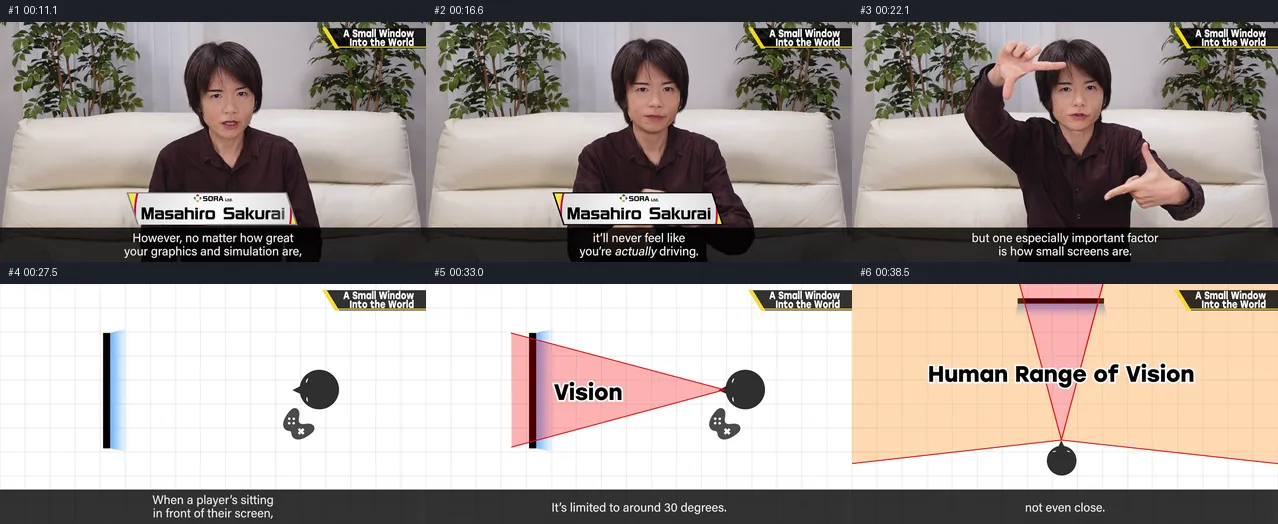 #1 00:11.1
A Small Window
Into the World
SORA Ltd.
Masahiro Sakurai
However, no matter how great
your graphics and simulation are,
#2 00:16.6
A Small Window
Into the World
SORA Ltd.
Masahiro Sakurai
it'll never feel like
you're actually driving.
#3 00:22.1
A Small Window
Into the World
but one especially important factor
is how small screens are.
#4 00:27.5
A Small Window
Into the World
When a player's sitting
in front of their screen,
#5 00:33.0
A Small Window
Into the World
Vision
It's limited to around 30 degrees.
#6 00:38.5
A Small Window
Into the World
Human Range of Vision
not even close.